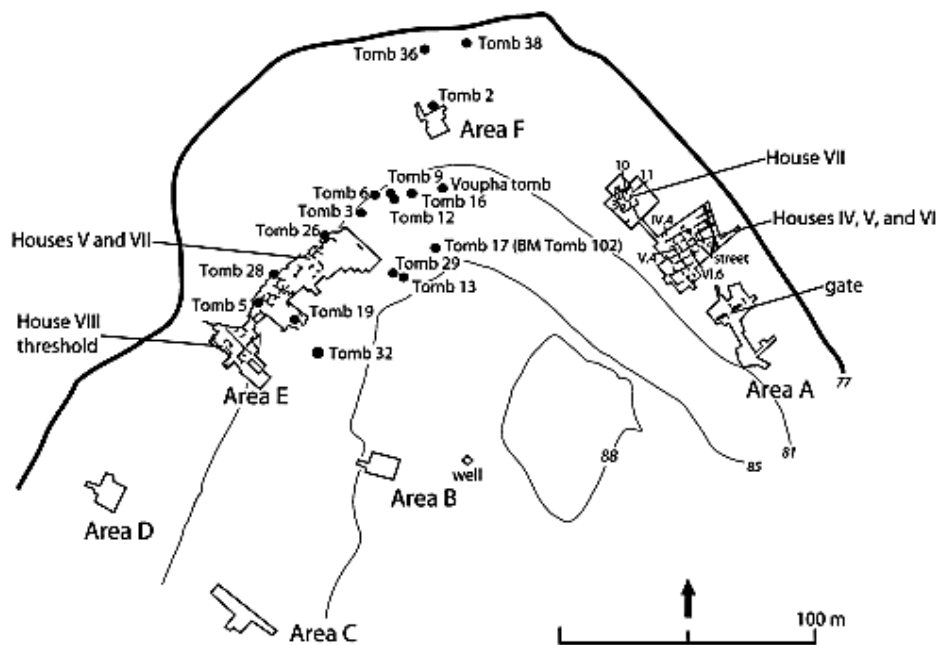 Tomb 36
Tomb 38
Tomb 2
Area F
House VII
10
11
Tomb 9
Voupha tomb
Tomb 6
Tomb 16
Tomb 12
Tomb 3
Tomb 26
IV.4
Houses IV, V, and VI
Houses V and VII
Tomb 17 (BM Tomb 102)
V.4
street
Tomb 28
Tomb 29
Tomb 13
VI.6
gate
Tomb 5
Tomb 19
House VIII
threshold
Tomb 32
Area E
Area A
77
88
85
81
well
Area B
Area D
Area C
100 m